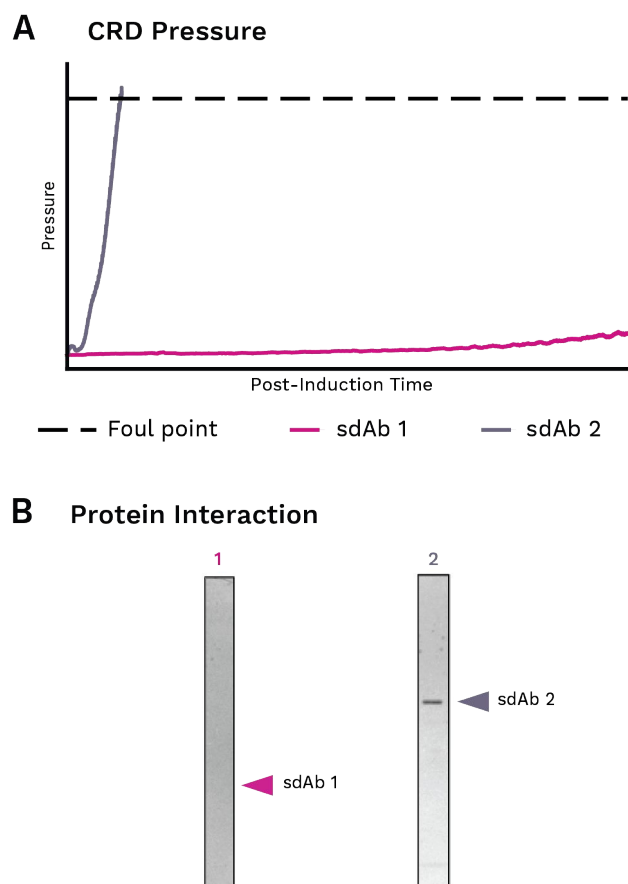 A CRD Pressure
Pressure
Post-Induction Time
Foul point sdAb 1 sdAb 2
B Protein Interaction
1 2
sdAb 2
sdAb 1